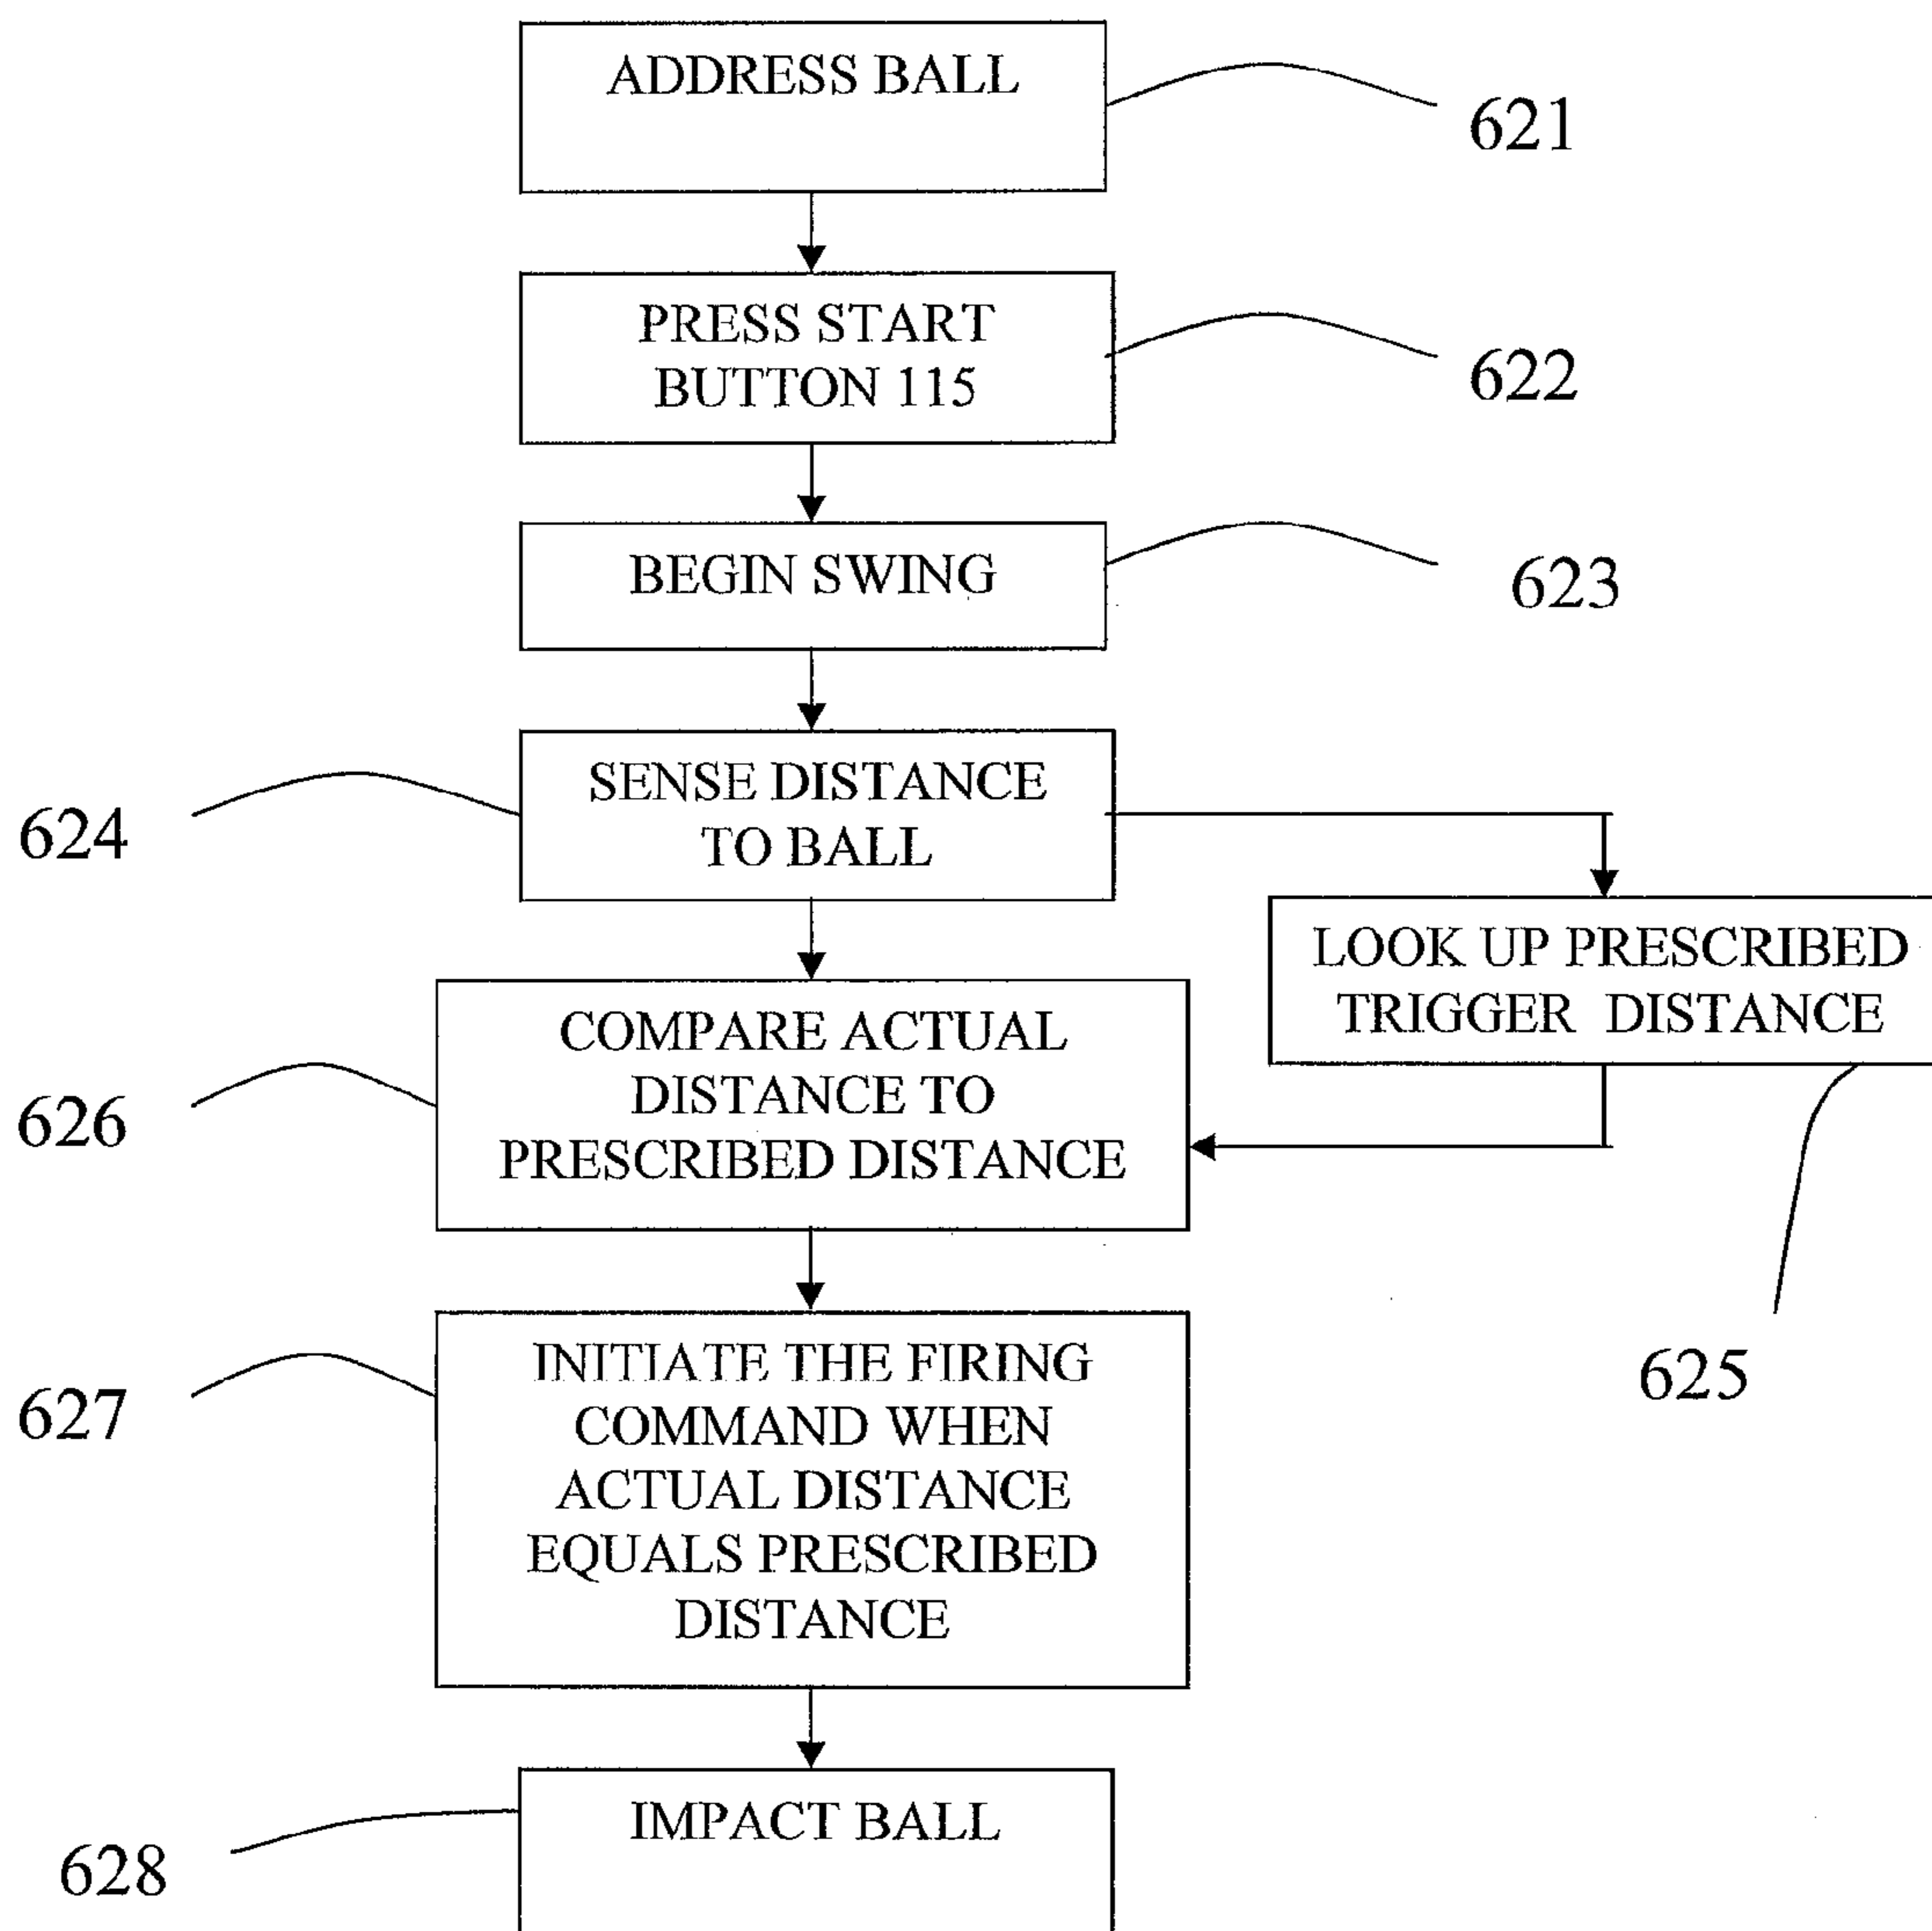 ADDRESS BALL
621
PRESS START
BUTTON 115
622
BEGIN SWING
623
SENSE DISTANCE
TO BALL
624
LOOK UP PRESCRIBED
TRIGGER DISTANCE
625
COMPARE ACTUAL
DISTANCE TO
PRESCRIBED DISTANCE
626
INITIATE THE FIRING
COMMAND WHEN
ACTUAL DISTANCE
EQUALS PRESCRIBED
DISTANCE
627
IMPACT BALL
628